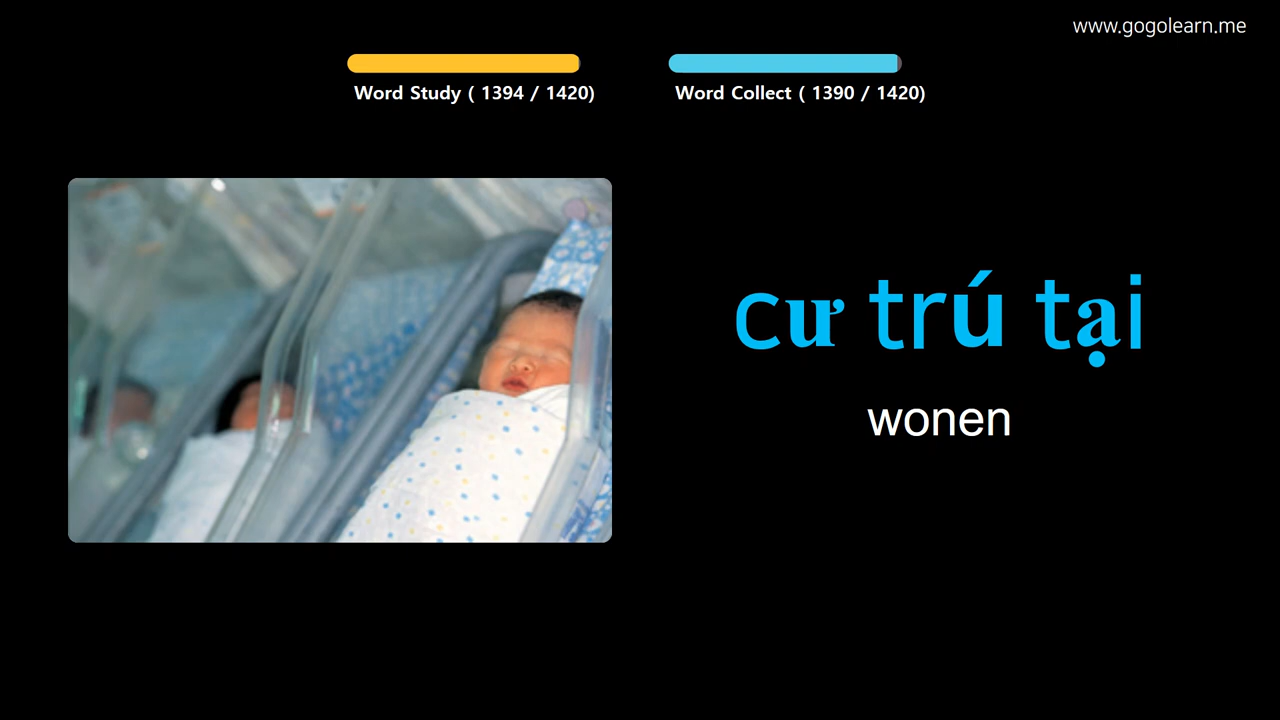 www.gogolearn.me
Word Study ( 1394 / 1420)
Word Collect ( 1390 / 1420)
cư trú tại
wonen